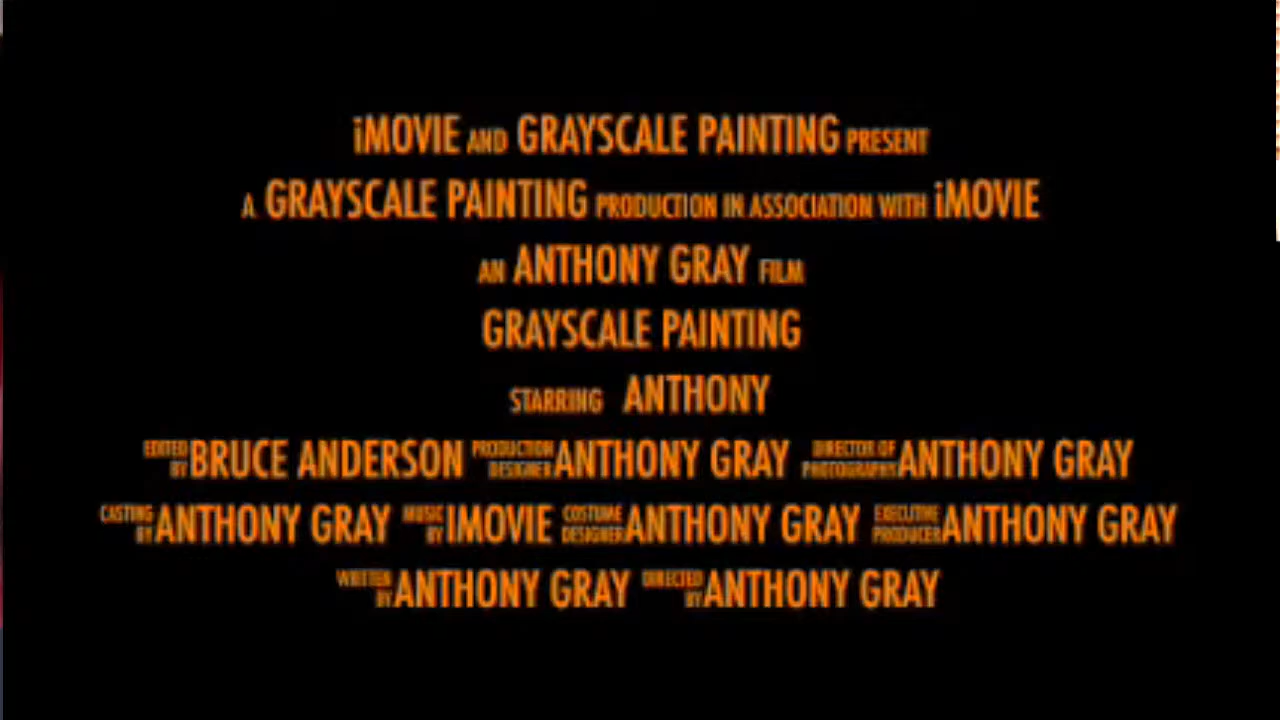 iMOVIE AND GRAYSCALE PAINTING PRESENT
A GRAYSCALE PAINTING PRODUCTION IN ASSOCIATION WITH iMOVIE
AN ANTHONY GRAY FILM
GRAYSCALE PAINTING
STARRING ANTHONY
EDITED BY BRUCE ANDERSON PRODUCTION DESIGNER ANTHONY GRAY DIRECTOR OF PHOTOGRAPHY ANTHONY GRAY
CASTING BY ANTHONY GRAY MUSIC BY IMOVIE COSTUME DESIGNER ANTHONY GRAY EXECUTIVE PRODUCER ANTHONY GRAY
WRITTEN BY ANTHONY GRAY DIRECTED BY ANTHONY GRAY